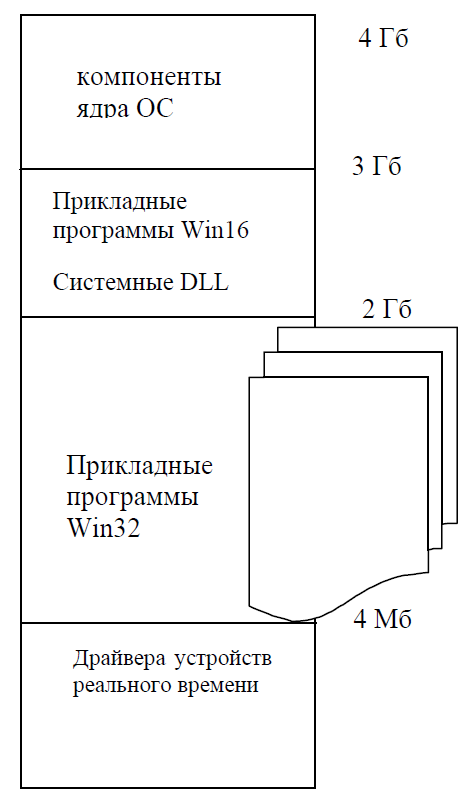 4 Гб
компоненты
ядра ОС
3 Гб
Прикладные
программы Win16
Системные DLL
2 Гб
Прикладные
программы
Win32
4 Мб
Драйвера устройств
реального времени